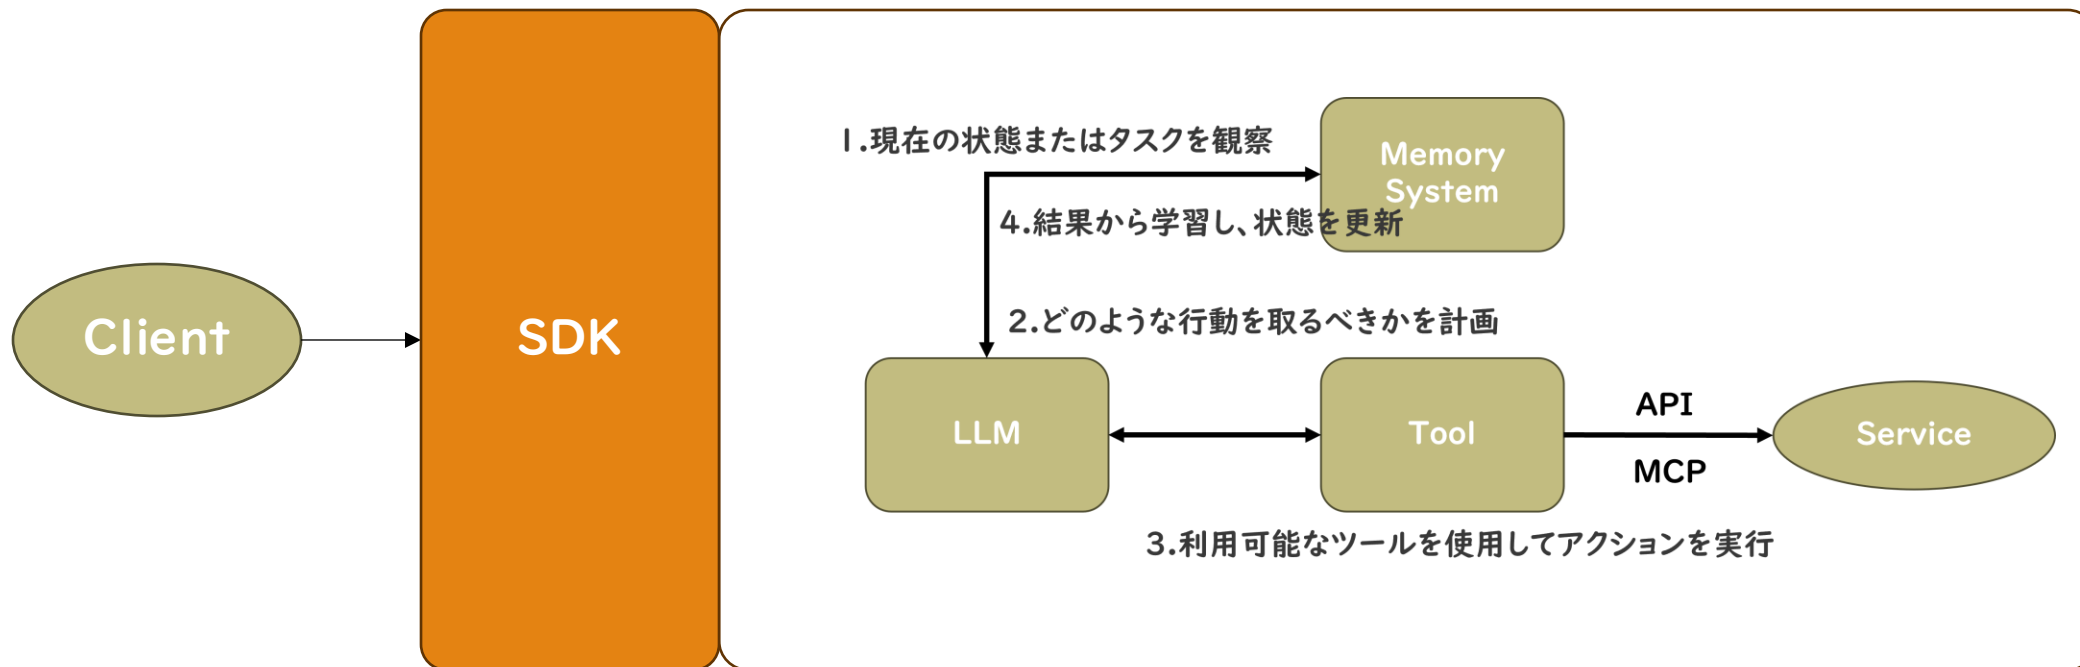 1.現在の状態またはタスクを観察
Memory
System
4.結果から学習し、状態を更新
Client
SDK
2.どのような行動を取るべきかを計画
LLM
Tool
API
MCP
Service
3.利用可能なツールを使用してアクションを実行